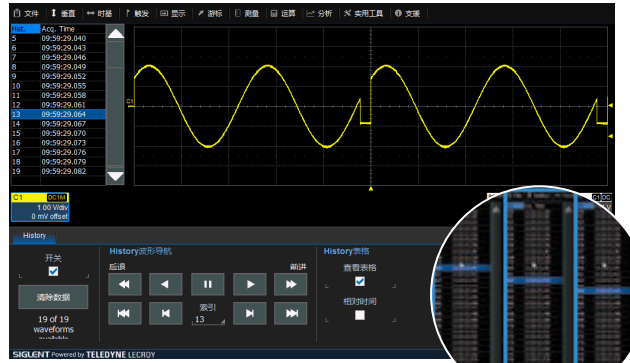 文件 垂直 时基 触发 显示 游标 测量 运算 分析 实用工具 支援
Hist. Acq. Time
5 09:59:29.040
6 09:59:29.043
7 09:59:29.046
8 09:59:29.049
9 09:59:29.052
10 09:59:29.055
11 09:59:29.058
12 09:59:29.061
13 09:59:29.064
14 09:59:29.067
15 09:59:29.070
16 09:59:29.073
17 09:59:29.076
18 09:59:29.079
19 09:59:29.082
C1
C1 DC1M
1.00 V/div
0 mV offset
C1 DC
History
开关
清除数据
19 of 19
waveforms
available
History波形导航
后退 前进
索引
13
History表格
查看表格
相对时间
SIGLENT Powered by TELEDYNE LECROY